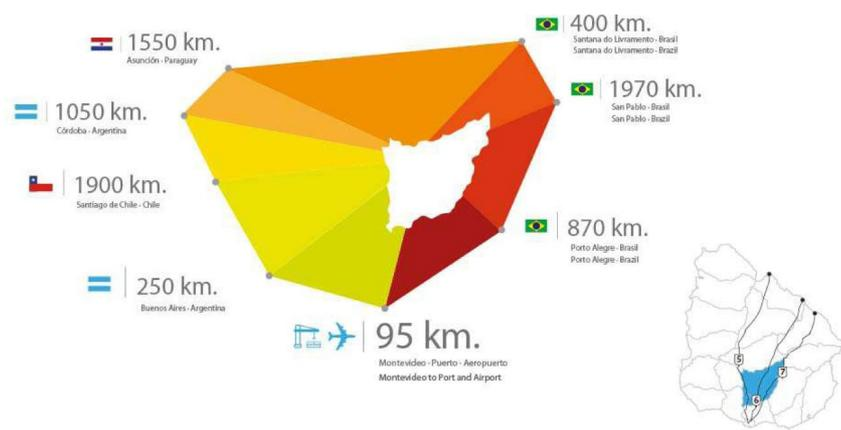 1550 km.
Asunción - Paraguay
400 km.
Santana do Livramento - Brasil
Santana do Livramento - Brazil
1050 km.
Córdoba - Argentina
1970 km.
San Pablo - Brasil
San Pablo - Brazil
1900 km.
Santiago de Chile - Chile
870 km.
Porto Alegre - Brasil
Porto Alegre - Brazil
250 km.
Buenos Aires - Argentina
95 km.
Montevideo - Puerto - Aeropuerto
Montevideo to Port and Airport
5
7
6